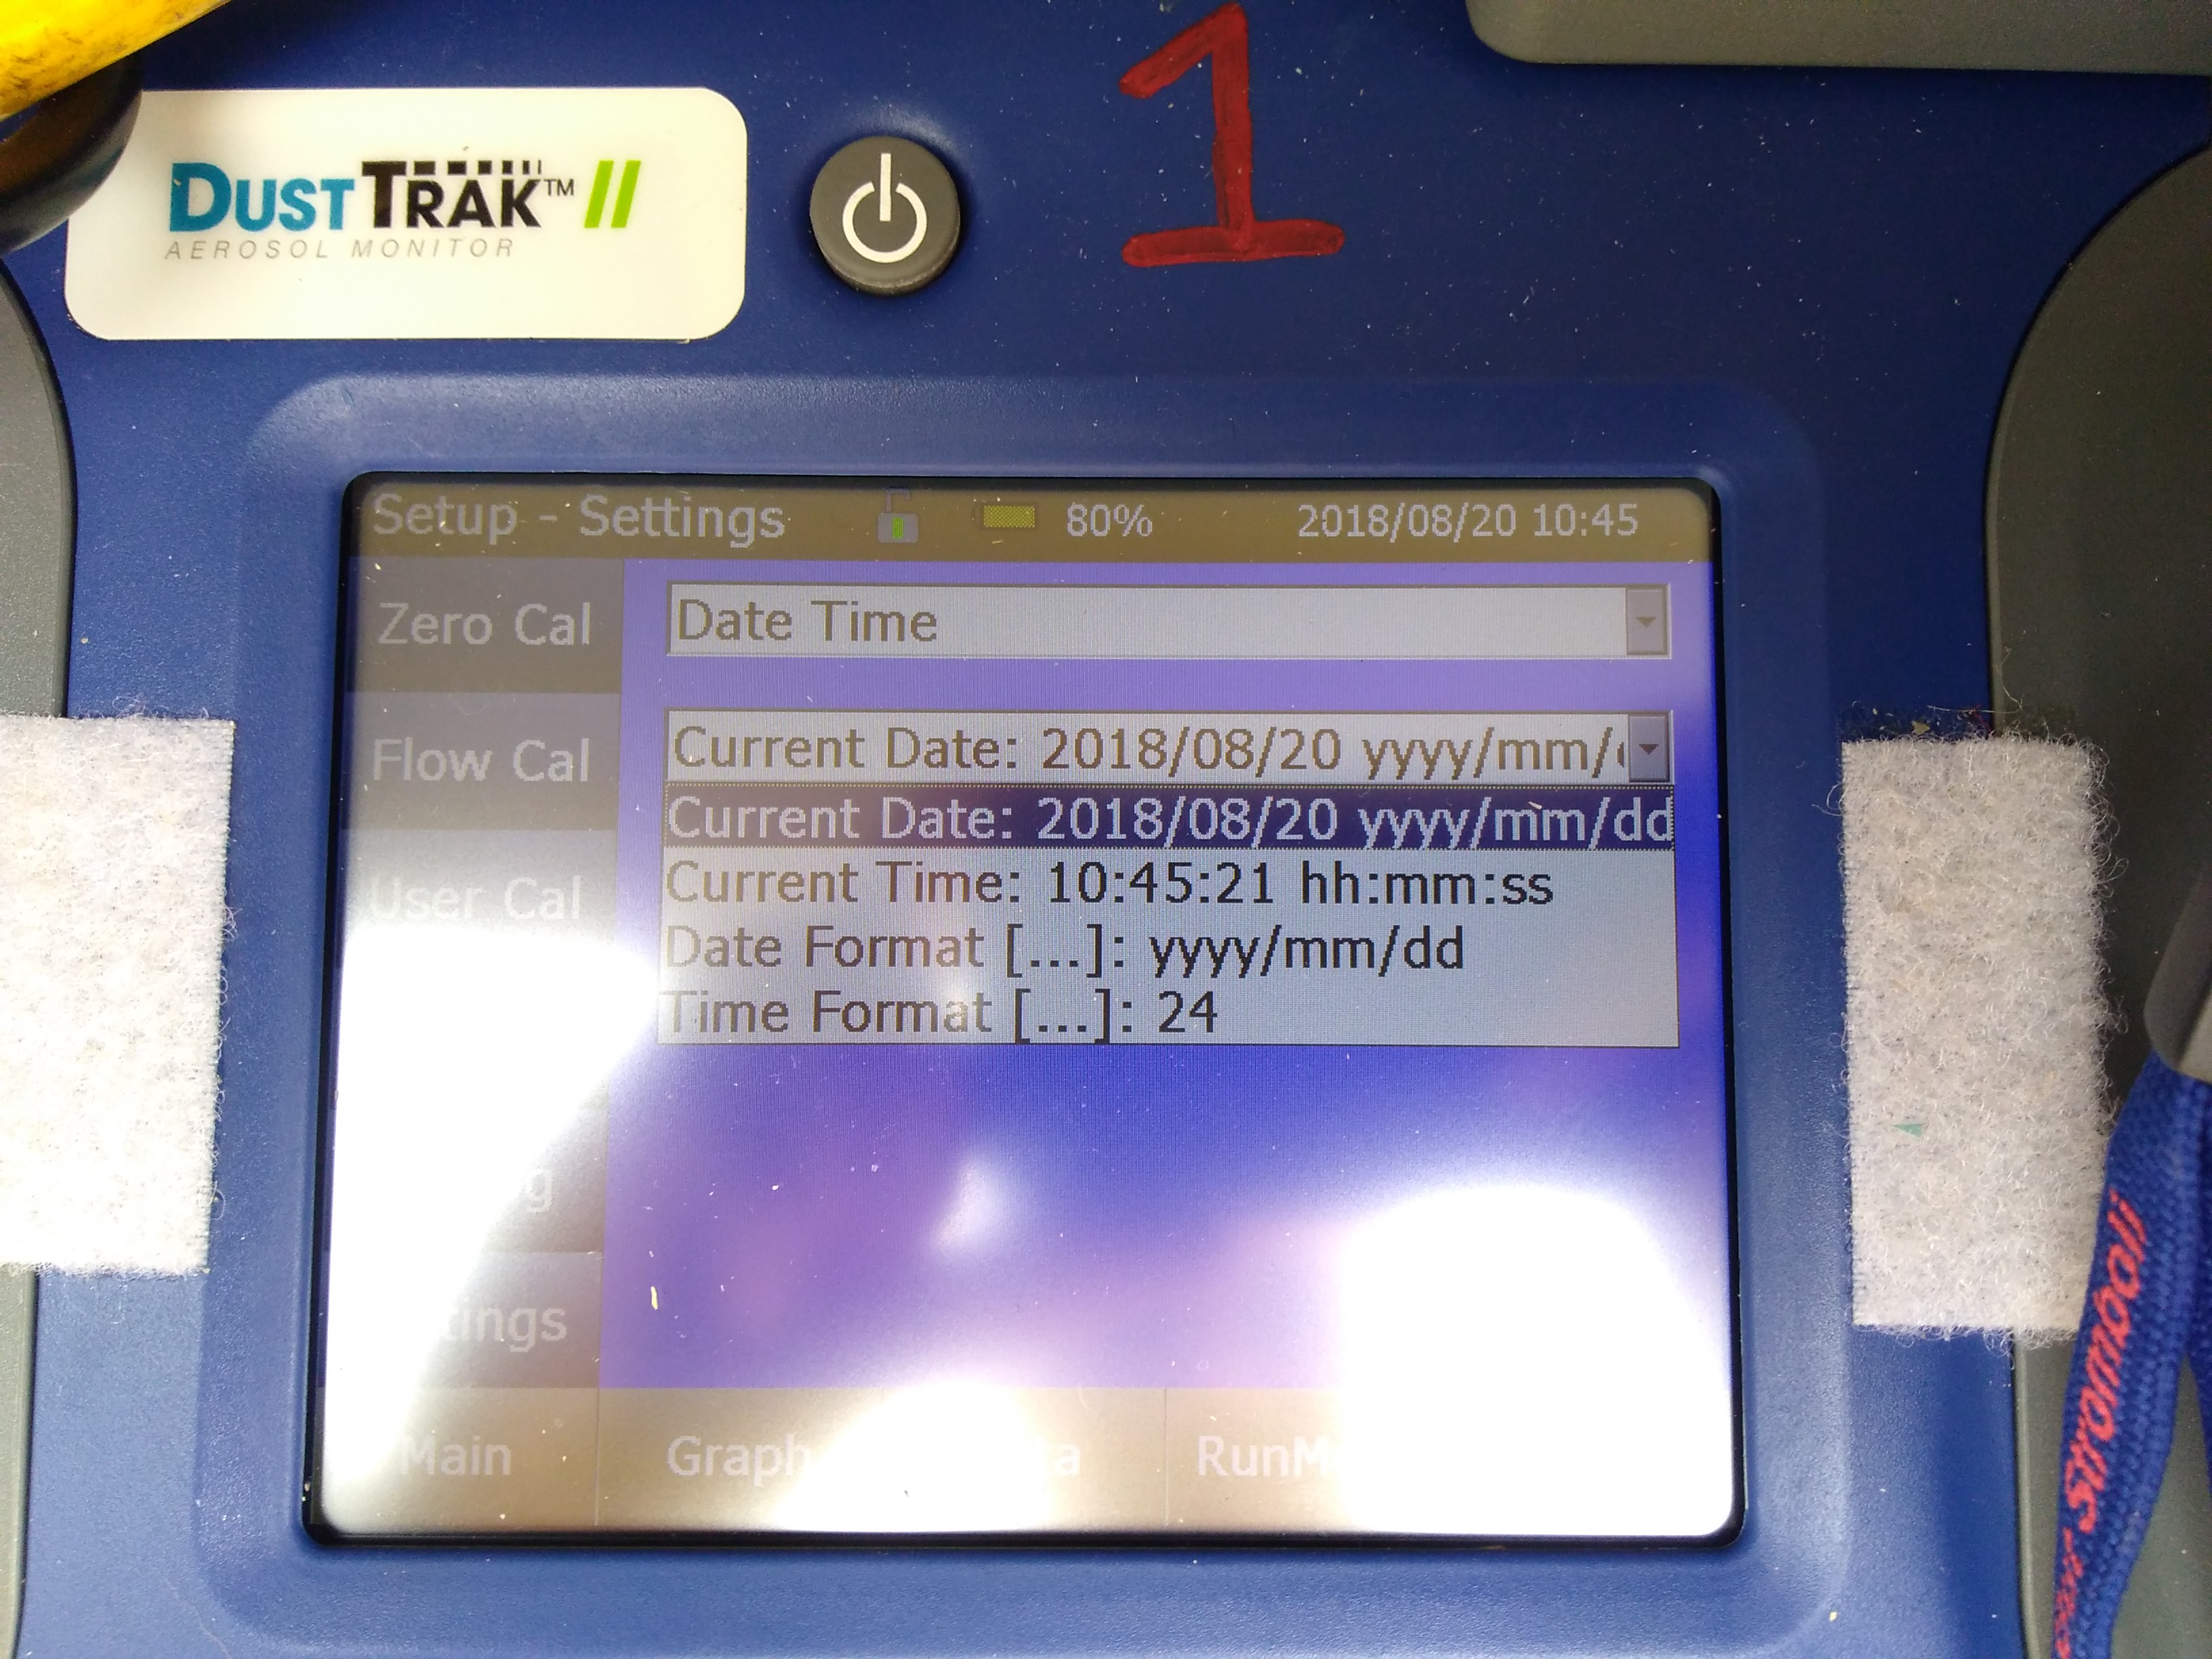 1
DUSTTRAK™ II
AEROSOL MONITOR
Setup - Settings 80% 2018/08/20 10:45
Zero Cal
Date Time
Flow Cal
Current Date: 2018/08/20 yyyy/mm/
Current Date: 2018/08/20 yyyy/mm/dd
Current Time: 10:45:21 hh:mm:ss
User Cal
Date Format [...]: yyyy/mm/dd
Time Format [...]: 24
Main
Graph
Stromboli